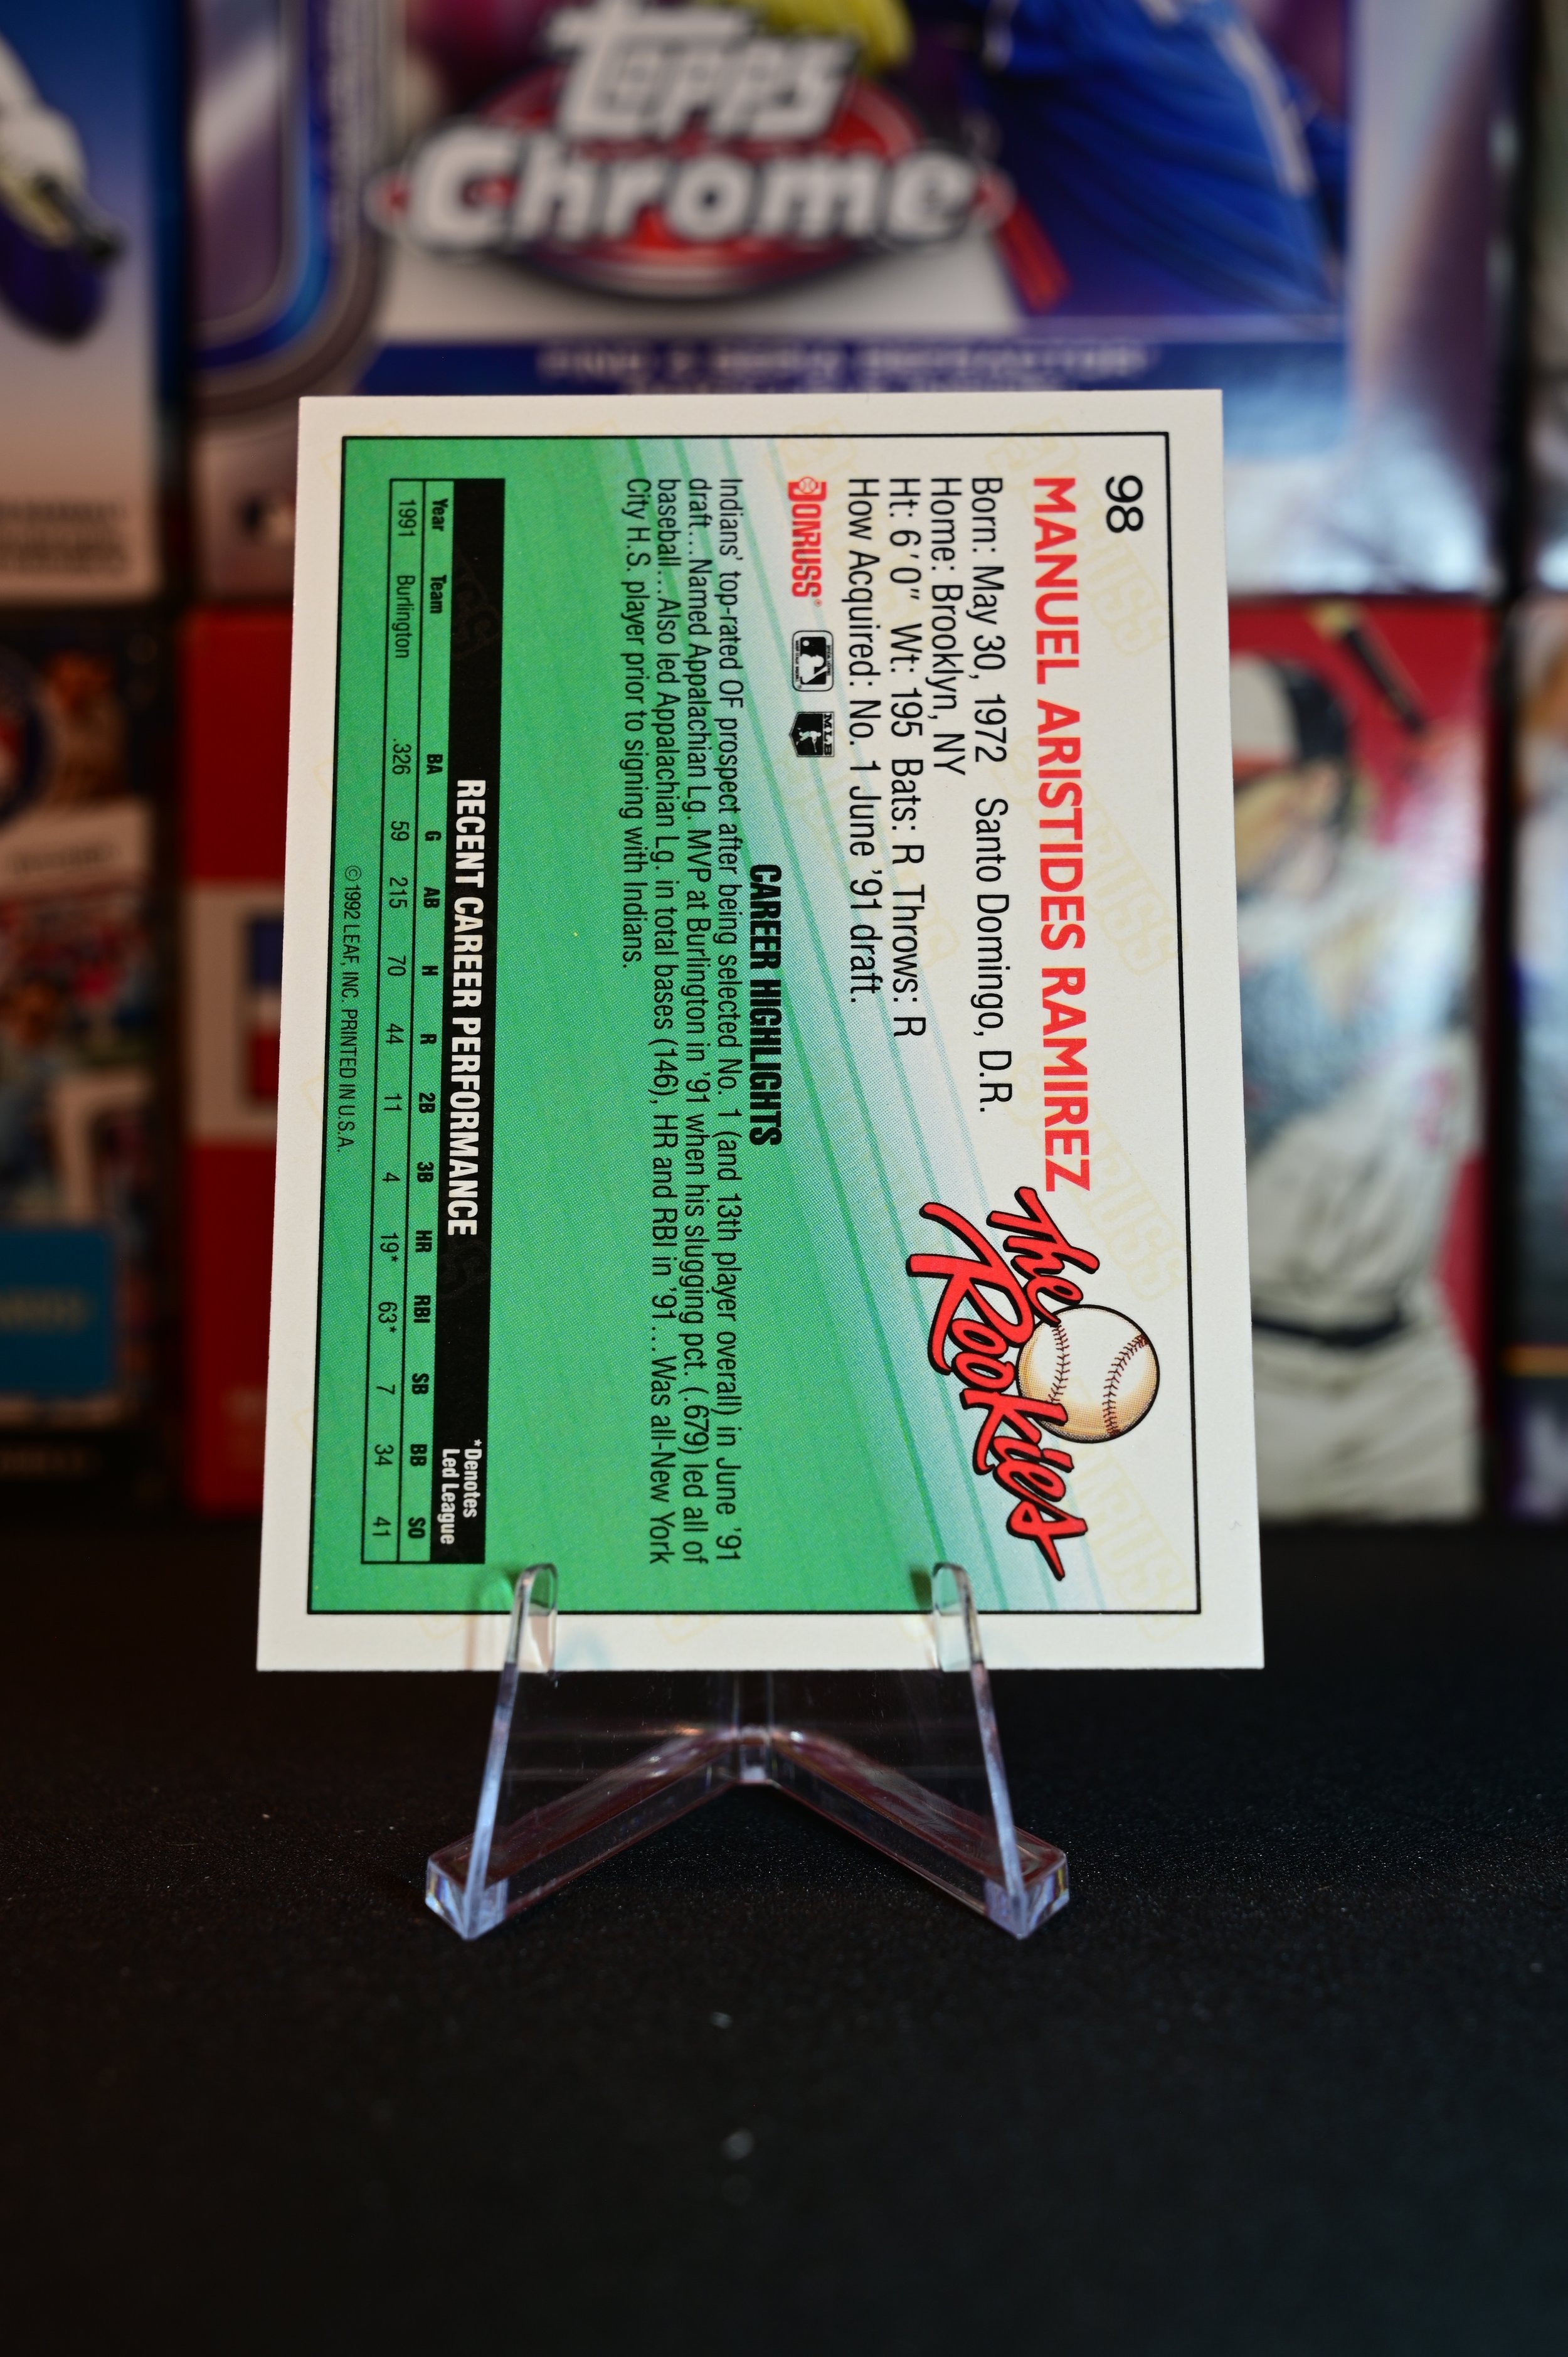 Topps
Chrome
98
MANUEL ARISTIDES RAMIREZ
The
Rookies
Born: May 30, 1972 Santo Domingo, D.R.
Home: Brooklyn, NY
Ht: 6'0" Wt: 195 Bats: R Throws: R
How Acquired: No. 1 June '91 draft.
DONRUSS®
MLB
CAREER HIGHLIGHTS
Indians' top-rated OF prospect after being selected No. 1 (and 13th player overall) in June '91
draft...Named Appalachian Lg. MVP at Burlington in '91 when his slugging pct. (.679) led all of
baseball...Also led Appalachian Lg. in total bases (146), HR and RBI in '91...Was all-New York
City H.S. player prior to signing with Indians.
RECENT CAREER PERFORMANCE
*Denotes
Led League
Year Team BA G AB H R 2B 3B HR RBI SB BB SO
1991 Burlington .326 59 215 70 44 11 4 19* 63* 7 34 41
©1992 LEAF, INC. PRINTED IN U.S.A.